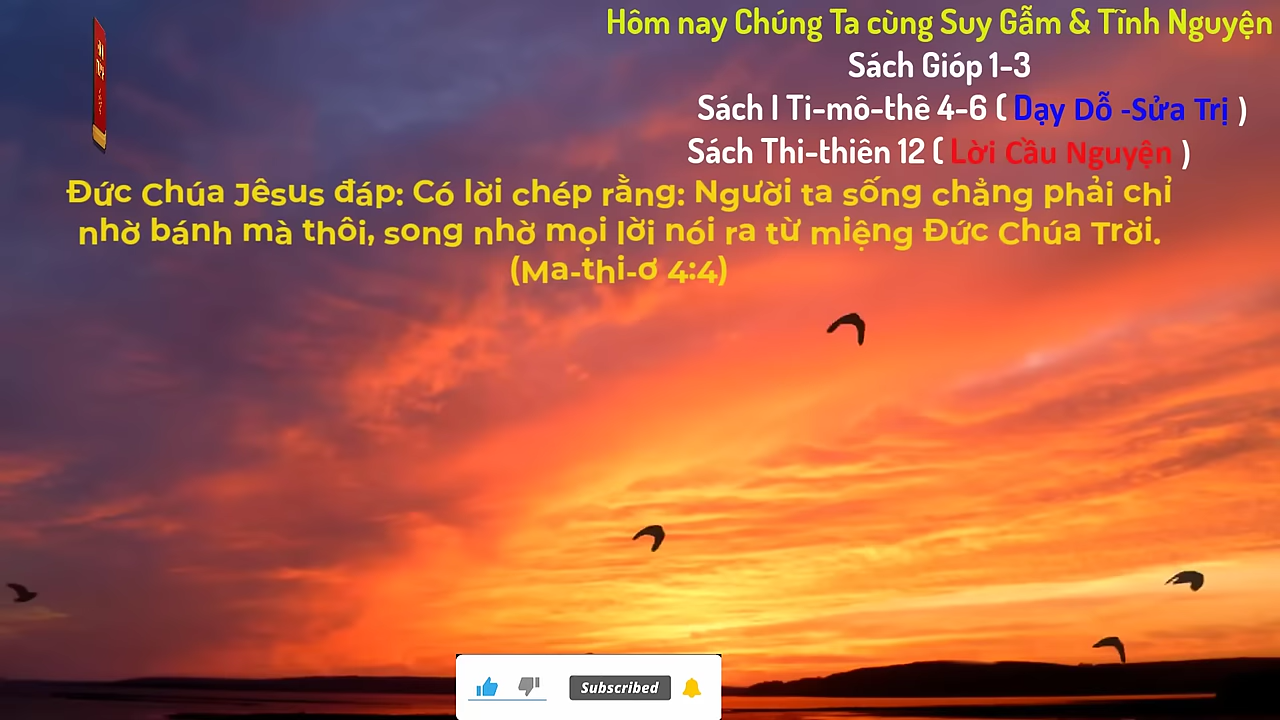 Hôm nay Chúng Ta cùng Suy Gẫm & Tĩnh Nguyện
Sách Gióp 1-3
Sách I Ti-mô-thê 4-6 ( Dạy Dỗ -Sửa Trị )
Sách Thi-thiên 12 ( Lời Cầu Nguyện )
Đức Chúa Jêsus đáp: Có lời chép rằng: Người ta sống chẳng phải chỉ
nhờ bánh mà thôi, song nhờ mọi lời nói ra từ miệng Đức Chúa Trời.
(Ma-thi-ơ 4:4)
Subscribed